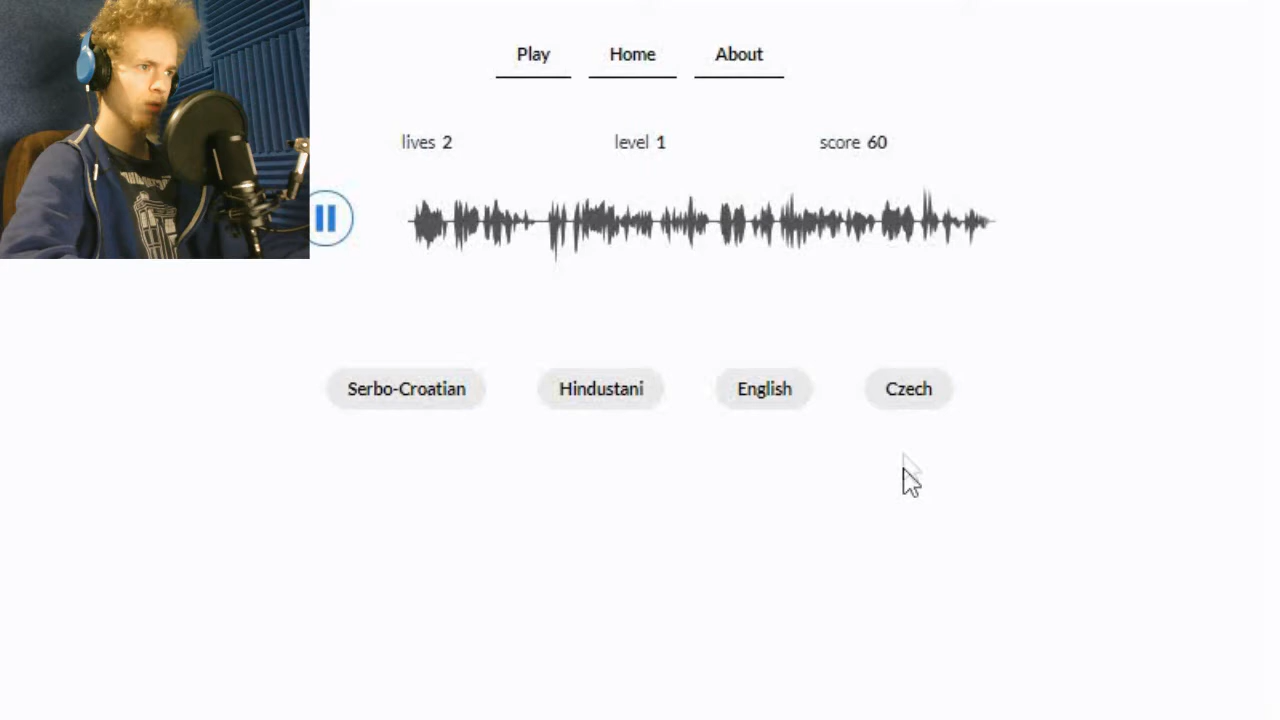 Play Home About
lives 2 level 1 score 60
Serbo-Croatian Hindustani English Czech